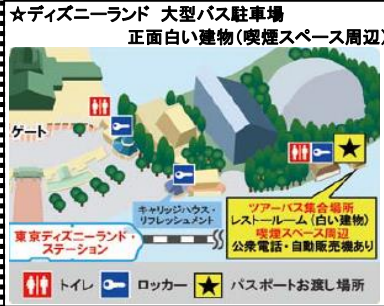 ☆ディズニーランド 大型バス駐車場
正面白い建物(喫煙スペース周辺)
ゲート
キャリッジハウス・
リフレッシュメント
東京ディズニーランド・
ステーション
ツアーバス集合場所
レストルーム(白い建物)
喫煙スペース周辺
公衆電話・自動販売機あり
トイレ ロッカー パスポートお渡し場所